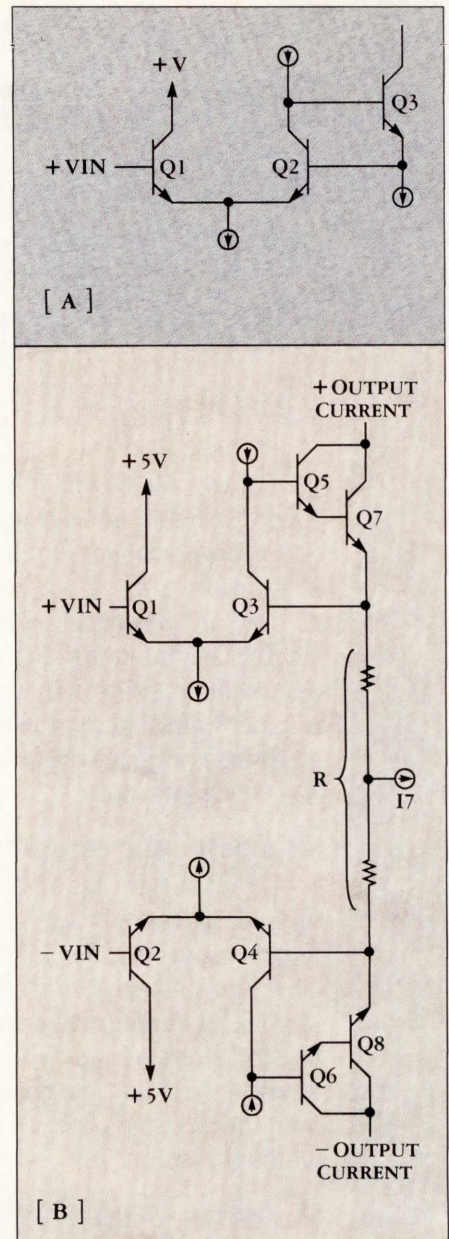 +V
Q3
+VIN
Q1
Q2
[ A ]
+ OUTPUT
CURRENT
+5V
Q5
Q7
+VIN
Q1
Q3
R
I7
-VIN
Q2
Q4
Q8
Q6
+5V
- OUTPUT
CURRENT
[ B ]